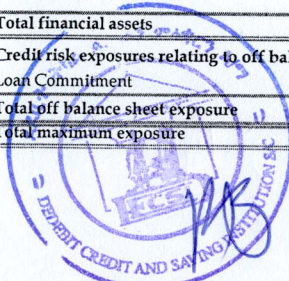 Total financial assets
Credit risk exposures relating to off bal
Loan Commitment
Total off balance sheet exposure
Total maximum exposure
DEDEBIT CREDIT AND SAVING INSTITUTION S.C